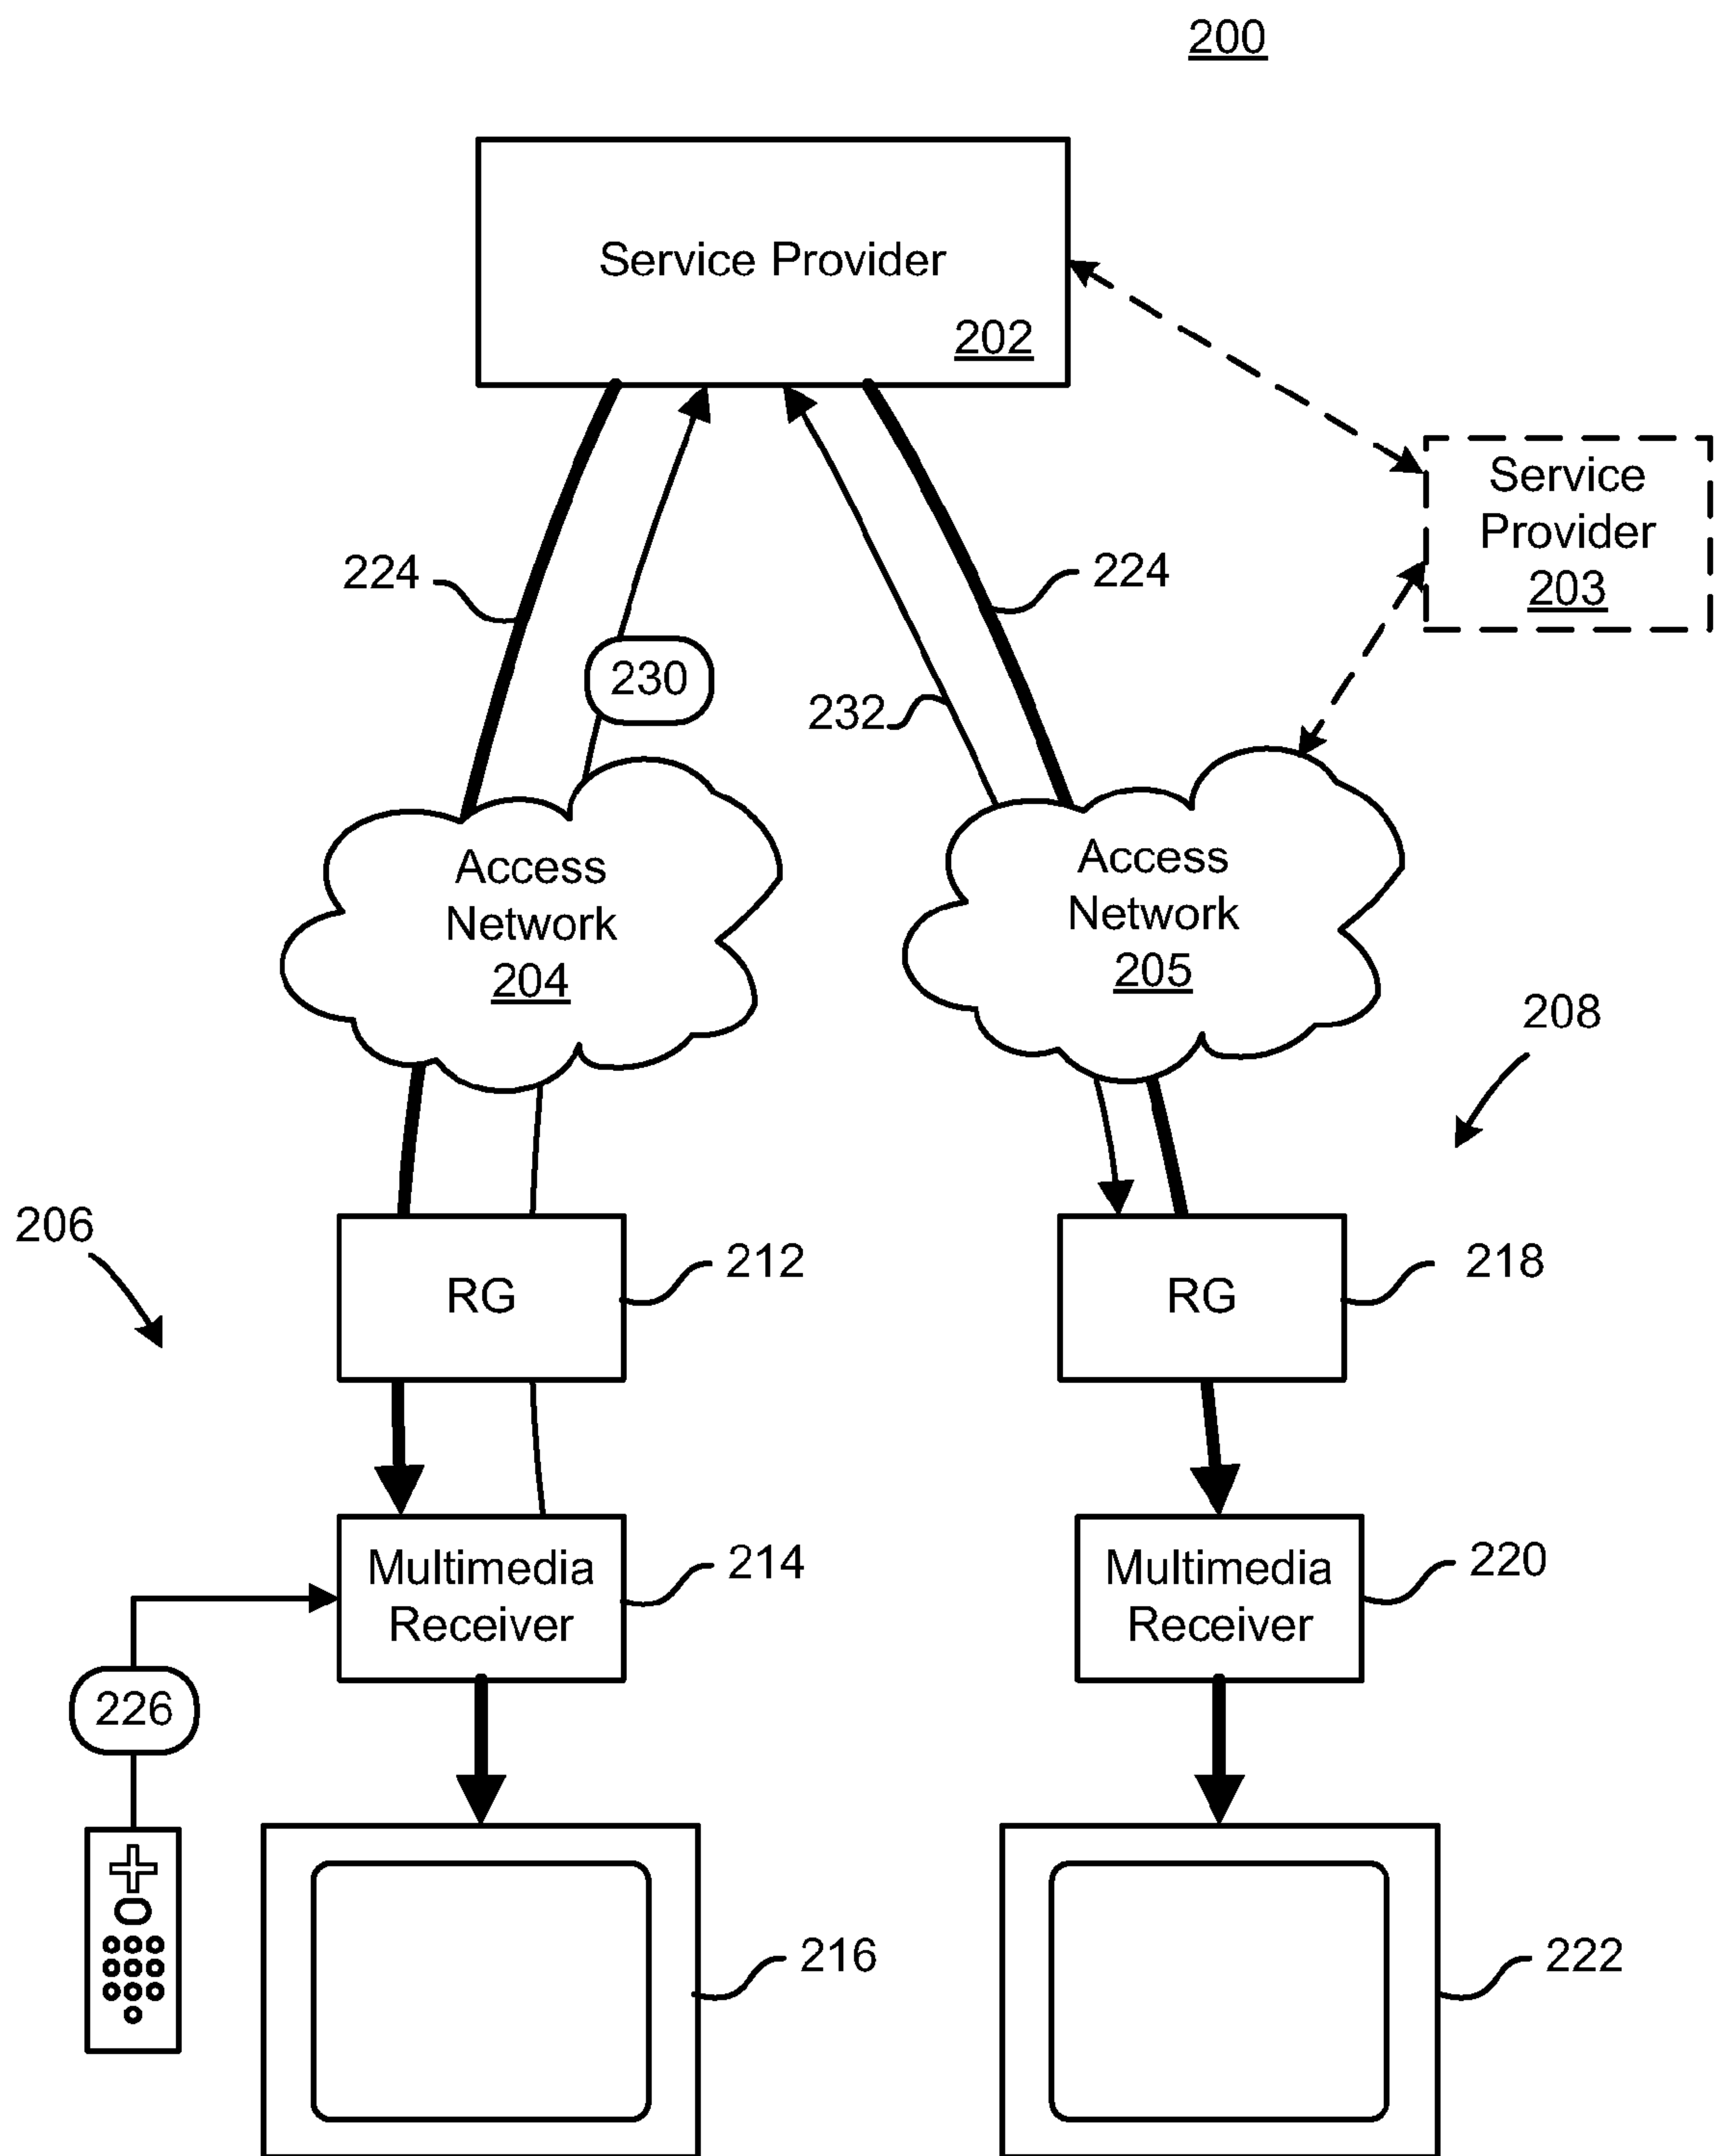 200
Service Provider
202
Service
Provider
203
224
224
230
232
Access
Network
204
Access
Network
205
208
206
RG
212
RG
218
Multimedia
Receiver
214
Multimedia
Receiver
220
226
216
222